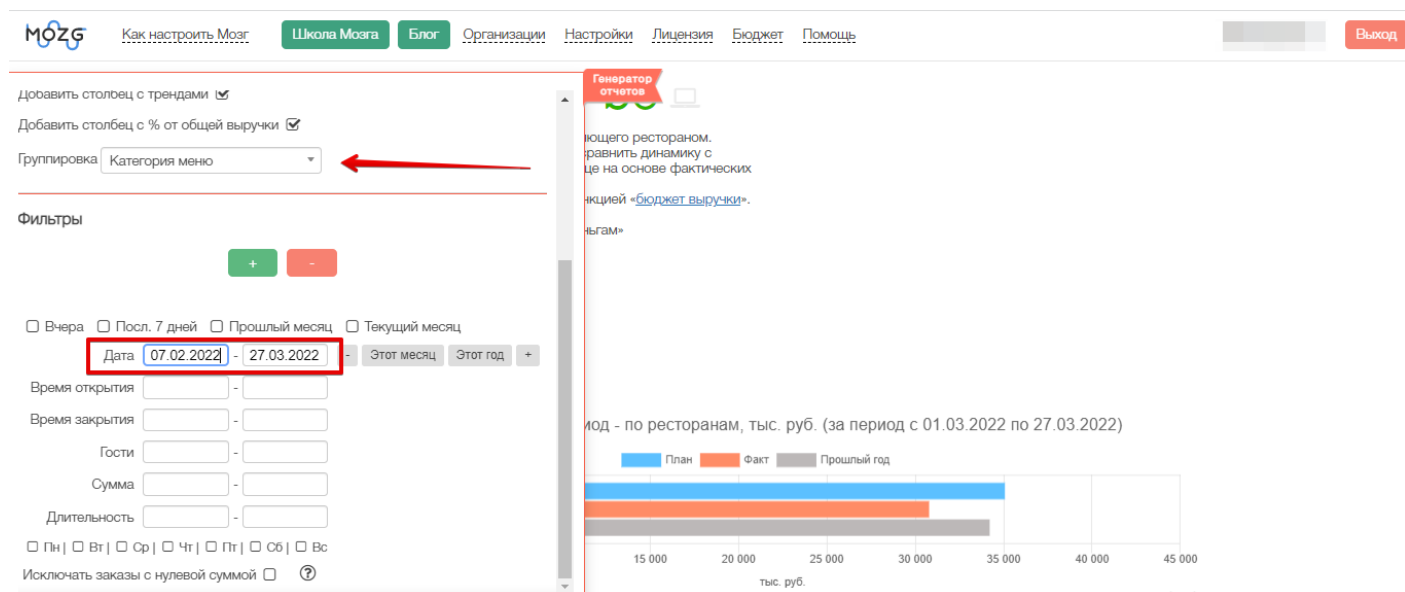 MOZG Как настроить Мозг Школа Мозга Блог Организации Настройки Лицензия Бюджет Помощь Выход
Генератор
отчетов
Добавить столбец с трендами
Добавить столбец с % от общей выручки
Группировка Категория меню
ющего рестораном.
равнить динамику с
це на основе фактических
нкцией «бюджет выручки».
ньгам»
Фильтры
+ -
Вчера Посл. 7 дней Прошлый месяц Текущий месяц
Дата 07.02.2022 - 27.03.2022 - Этот месяц Этот год +
Время открытия -
Время закрытия -
Гости -
Сумма -
Длительность -
Пн | Вт | Ср | Чт | Пт | Сб | Вс
Исключать заказы с нулевой суммой ?
иод - по ресторанам, тыс. руб. (за период с 01.03.2022 по 27.03.2022)
План Факт Прошлый год
15 000 20 000 25 000 30 000 35 000 40 000 45 000
тыс. руб.